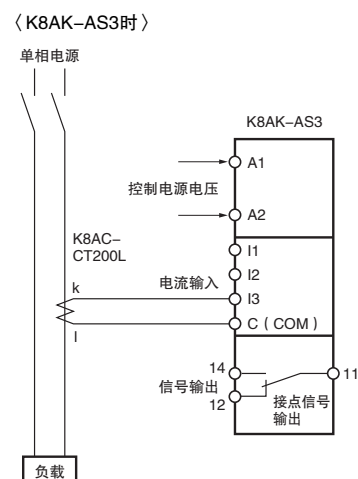 〈K8AK-AS3时〉
单相电源
K8AK-AS3
A1
控制电源电压
A2
K8AC-
CT200L
I1
I2
k
电流输入
I3
C(COM)
l
14
11
信号输出
接点信号
12
输出
负载